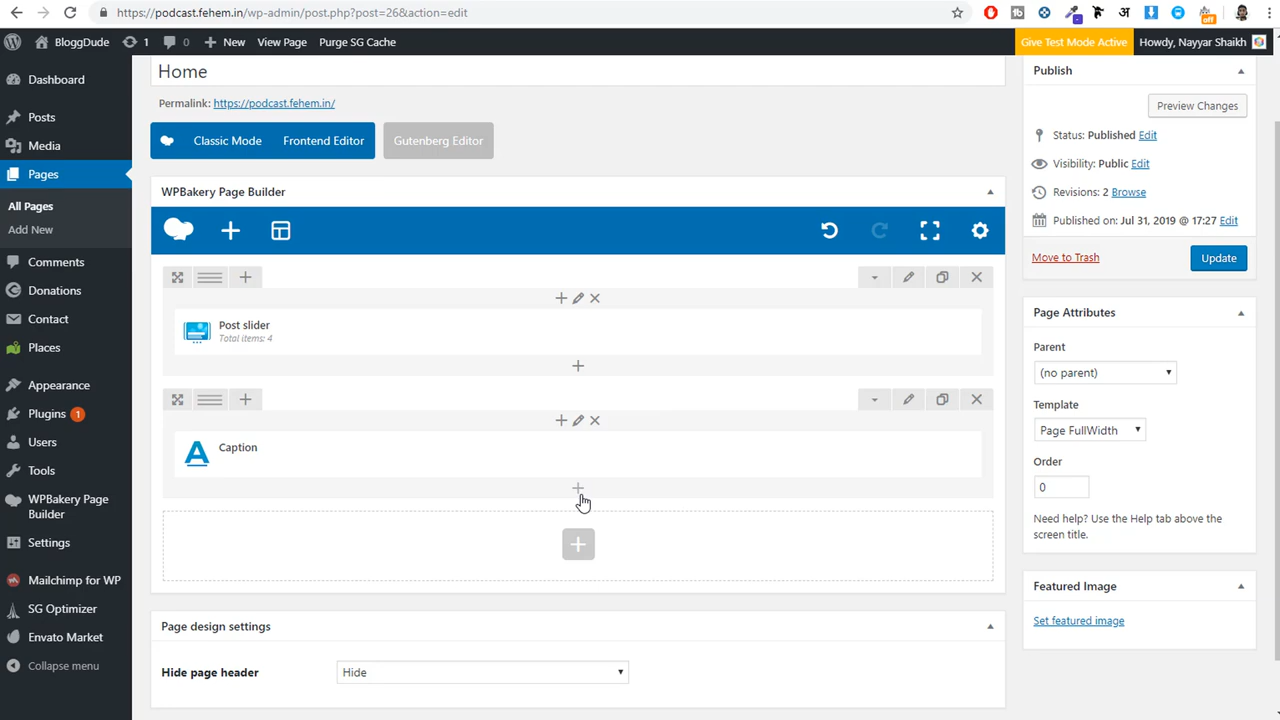 https://podcast.fehem.in/wp-admin/post.php?post=26&action=edit
off
BloggDude
1
0
New
View Page
Purge SG Cache
Give Test Mode Active
Howdy, Nayyar Shaikh
Dashboard
Posts
Media
Pages
All Pages
Add New
Comments
Donations
Contact
Places
Appearance
Plugins 1
Users
Tools
WPBakery Page
Builder
Settings
Mailchimp for WP
SG Optimizer
Envato Market
Collapse menu
Home
Permalink: https://podcast.fehem.in/
Classic Mode
Frontend Editor
Gutenberg Editor
WPBakery Page Builder
Post slider
Total items: 4
Caption
Page design settings
Hide page header
Hide
Publish
Preview Changes
Status: Published Edit
Visibility: Public Edit
Revisions: 2 Browse
Published on: Jul 31, 2019 @ 17:27 Edit
Move to Trash
Update
Page Attributes
Parent
(no parent)
Template
Page FullWidth
Order
0
Need help? Use the Help tab above the
screen title.
Featured Image
Set featured image